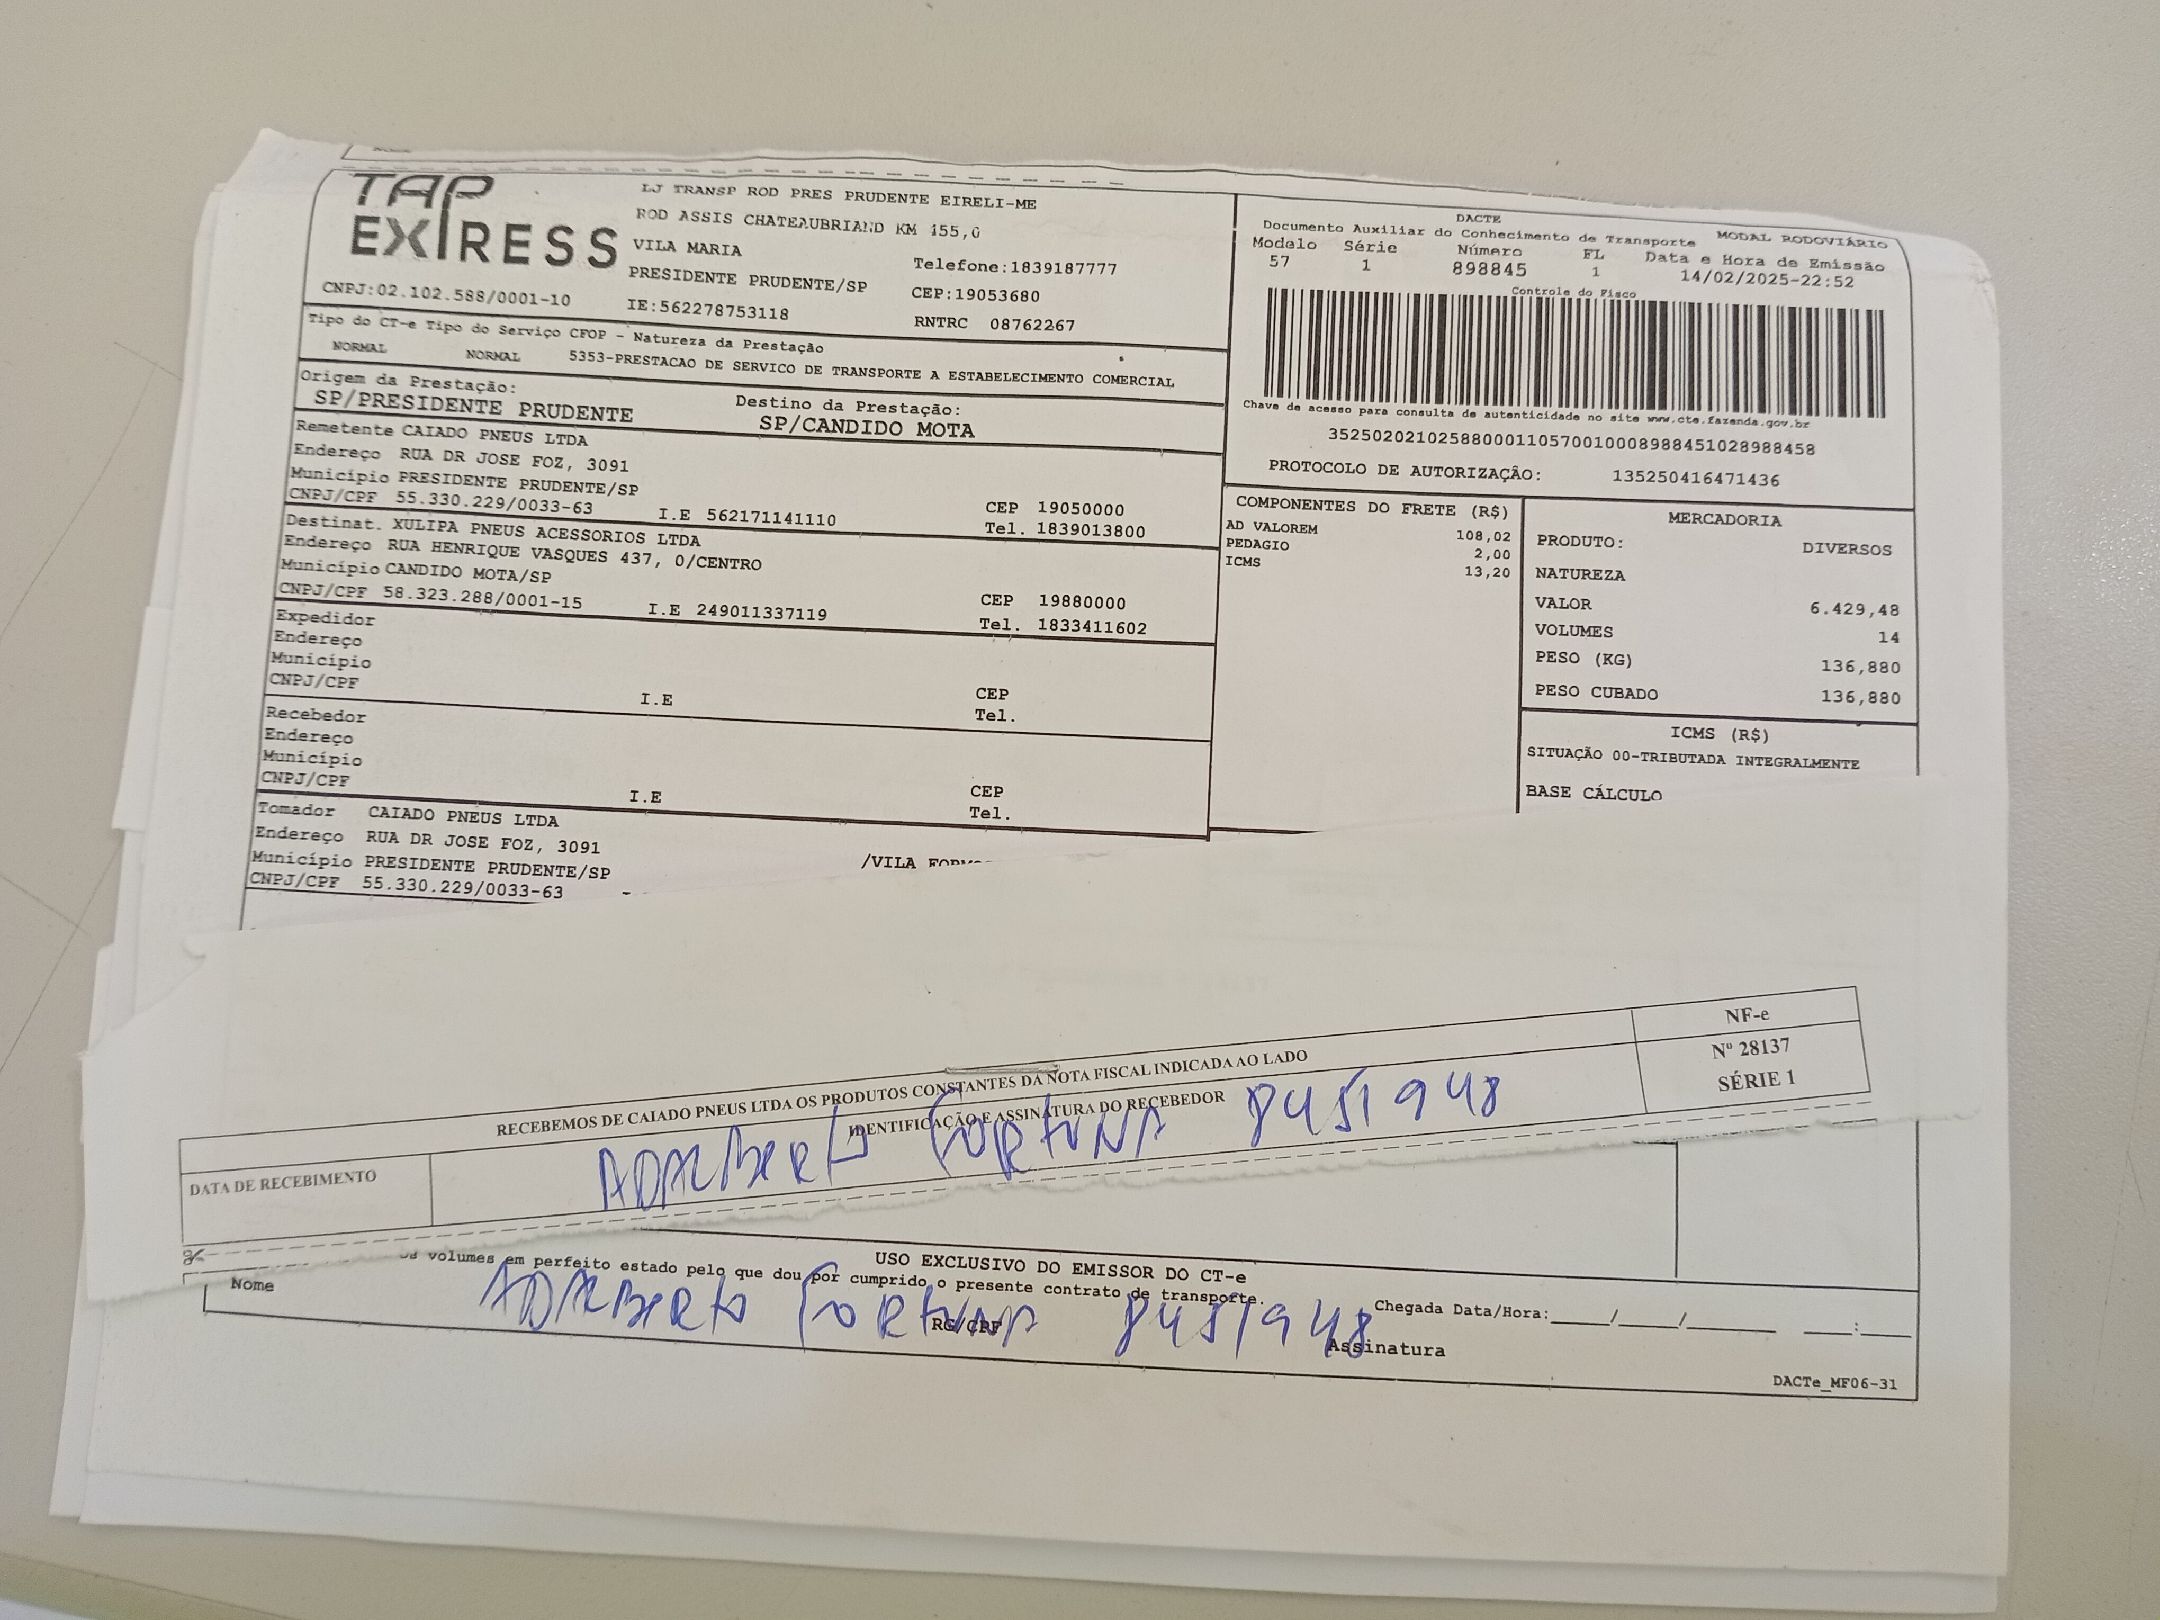 TAP EXPRESS
LJ TRANSP ROD PRES PRUDENTE EIRELI-ME
ROD ASSIS CHATEAUBRIAND KM 455,0
VILA MARIA
Telefone:1839187777
PRESIDENTE PRUDENTE/SP
CEP:19053680
CNPJ:02.102.588/0001-10
IE:562278753118
RNTRC 08762267
DACTE
Documento Auxiliar do Conhecimento de Transporte
MODAL RODOVIÁRIO
Modelo Série Número FL Data e Hora de Emissão
57 1 898845 1 14/02/2025-22:52
Controle do Fisco
Chave de acesso para consulta de autenticidade no site www.cte.fazenda.gov.br
35250202102588000110570010008988451028988458
PROTOCOLO DE AUTORIZAÇÃO: 135250416471436
Tipo do CT-e Tipo do Serviço CFOP - Natureza da Prestação
NORMAL NORMAL 5353-PRESTACAO DE SERVICO DE TRANSPORTE A ESTABELECIMENTO COMERCIAL
Origem da Prestação: Destino da Prestação:
SP/PRESIDENTE PRUDENTE SP/CANDIDO MOTA
Remetente CAIADO PNEUS LTDA
Endereço RUA DR JOSE FOZ, 3091
Município PRESIDENTE PRUDENTE/SP CEP 19050000
CNPJ/CPF 55.330.229/0033-63 I.E 562171141110 Tel. 1839013800
Destinat. XULIPA PNEUS ACESSORIOS LTDA
Endereço RUA HENRIQUE VASQUES 437, 0/CENTRO
Município CANDIDO MOTA/SP CEP 19880000
CNPJ/CPF 58.323.288/0001-15 I.E 249011337119 Tel. 1833411602
Expedidor
Endereço
Município CEP
CNPJ/CPF I.E Tel.
Recebedor
Endereço
Município CEP
CNPJ/CPF I.E Tel.
Tomador CAIADO PNEUS LTDA
Endereço RUA DR JOSE FOZ, 3091 /VILA
Município PRESIDENTE PRUDENTE/SP
CNPJ/CPF 55.330.229/0033-63
COMPONENTES DO FRETE (R$)
AD VALOREM 108,02
PEDAGIO 2,00
ICMS 13,20
MERCADORIA
PRODUTO: DIVERSOS
NATUREZA
VALOR 6.429,48
VOLUMES 14
PESO (KG) 136,880
PESO CUBADO 136,880
ICMS (R$)
SITUAÇÃO 00-TRIBUTADA INTEGRALMENTE
BASE CÁLCULO
RECEBEMOS DE CAIADO PNEUS LTDA OS PRODUTOS CONSTANTES DA NOTA FISCAL INDICADA AO LADO
NF-e
Nº 28137
SÉRIE 1
DATA DE RECEBIMENTO
IDENTIFICAÇÃO E ASSINATURA DO RECEBEDOR
ADALBERTO FORTUNA 8451948
USO EXCLUSIVO DO EMISSOR DO CT-e
volumes em perfeito estado pelo que dou por cumprido o presente contrato de transporte.
Nome RG/CPF Assinatura
ADALBERTO FORTUNA 8451948
Chegada Data/Hora:____/____/______ ___:___
DACTe_MF06-31